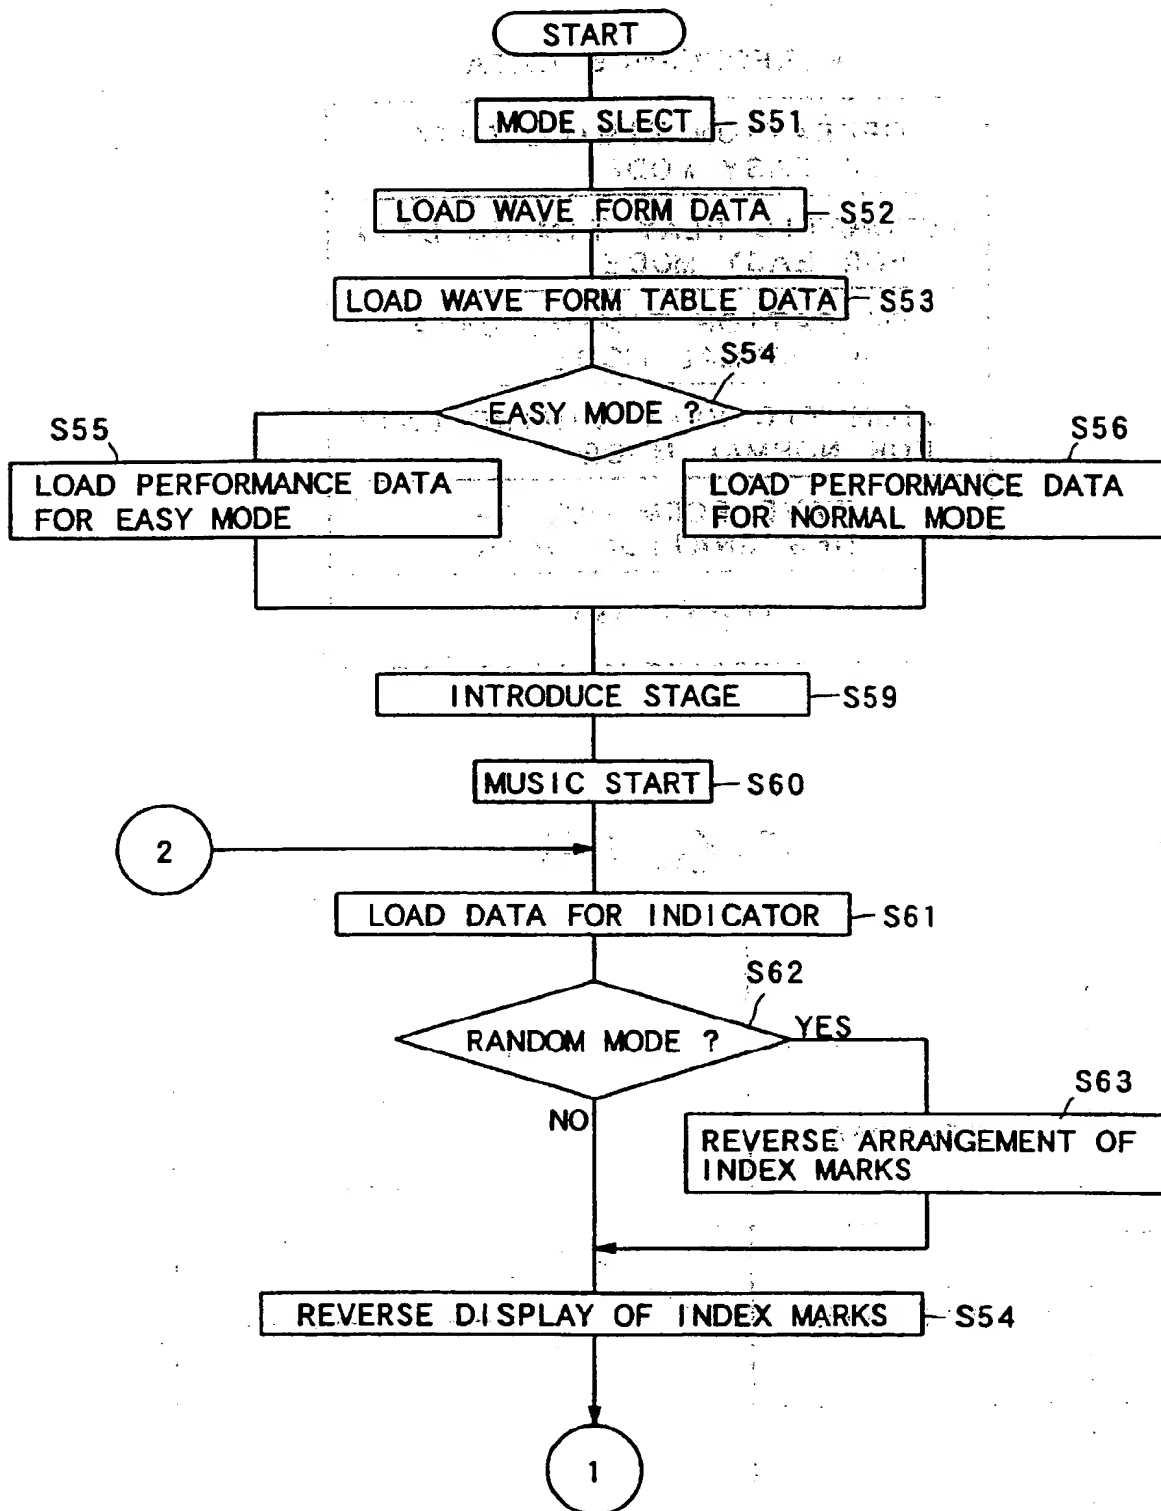 START
MODE SLECT
S51
LOAD WAVE FORM DATA
S52
LOAD WAVE FORM TABLE DATA
S53
S54
EASY MODE ?
S55
LOAD PERFORMANCE DATA
FOR EASY MODE
S56
LOAD PERFORMANCE DATA
FOR NORMAL MODE
INTRODUCE STAGE
S59
MUSIC START
S60
2
LOAD DATA FOR INDICATOR
S61
S62
RANDOM MODE ?
YES
NO
S63
REVERSE ARRANGEMENT OF
INDEX MARKS
REVERSE DISPLAY OF INDEX MARKS
S54
1